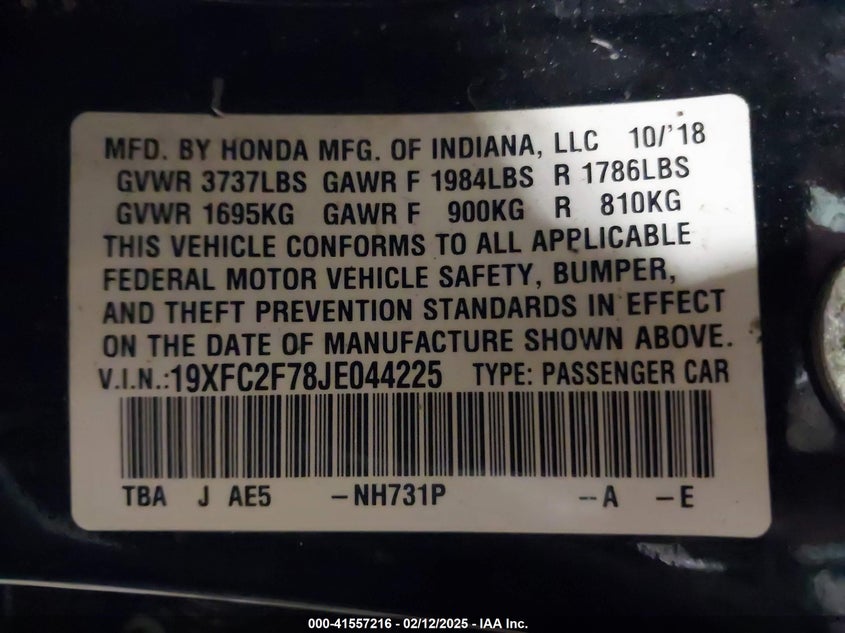 MFD. BY HONDA MFG. OF INDIANA, LLC 10/'18
GVWR 3737LBS GAWR F 1984LBS R 1786LBS
GVWR 1695KG GAWR F 900KG R 810KG
THIS VEHICLE CONFORMS TO ALL APPLICABLE
FEDERAL MOTOR VEHICLE SAFETY, BUMPER,
AND THEFT PREVENTION STANDARDS IN EFFECT
ON THE DATE OF MANUFACTURE SHOWN ABOVE.
V.I.N.:19XFC2F78JE044225 TYPE: PASSENGER CAR
TBA J AE5 -NH731P --A -E
000-41557216 - 02/12/2025 - IAA Inc.